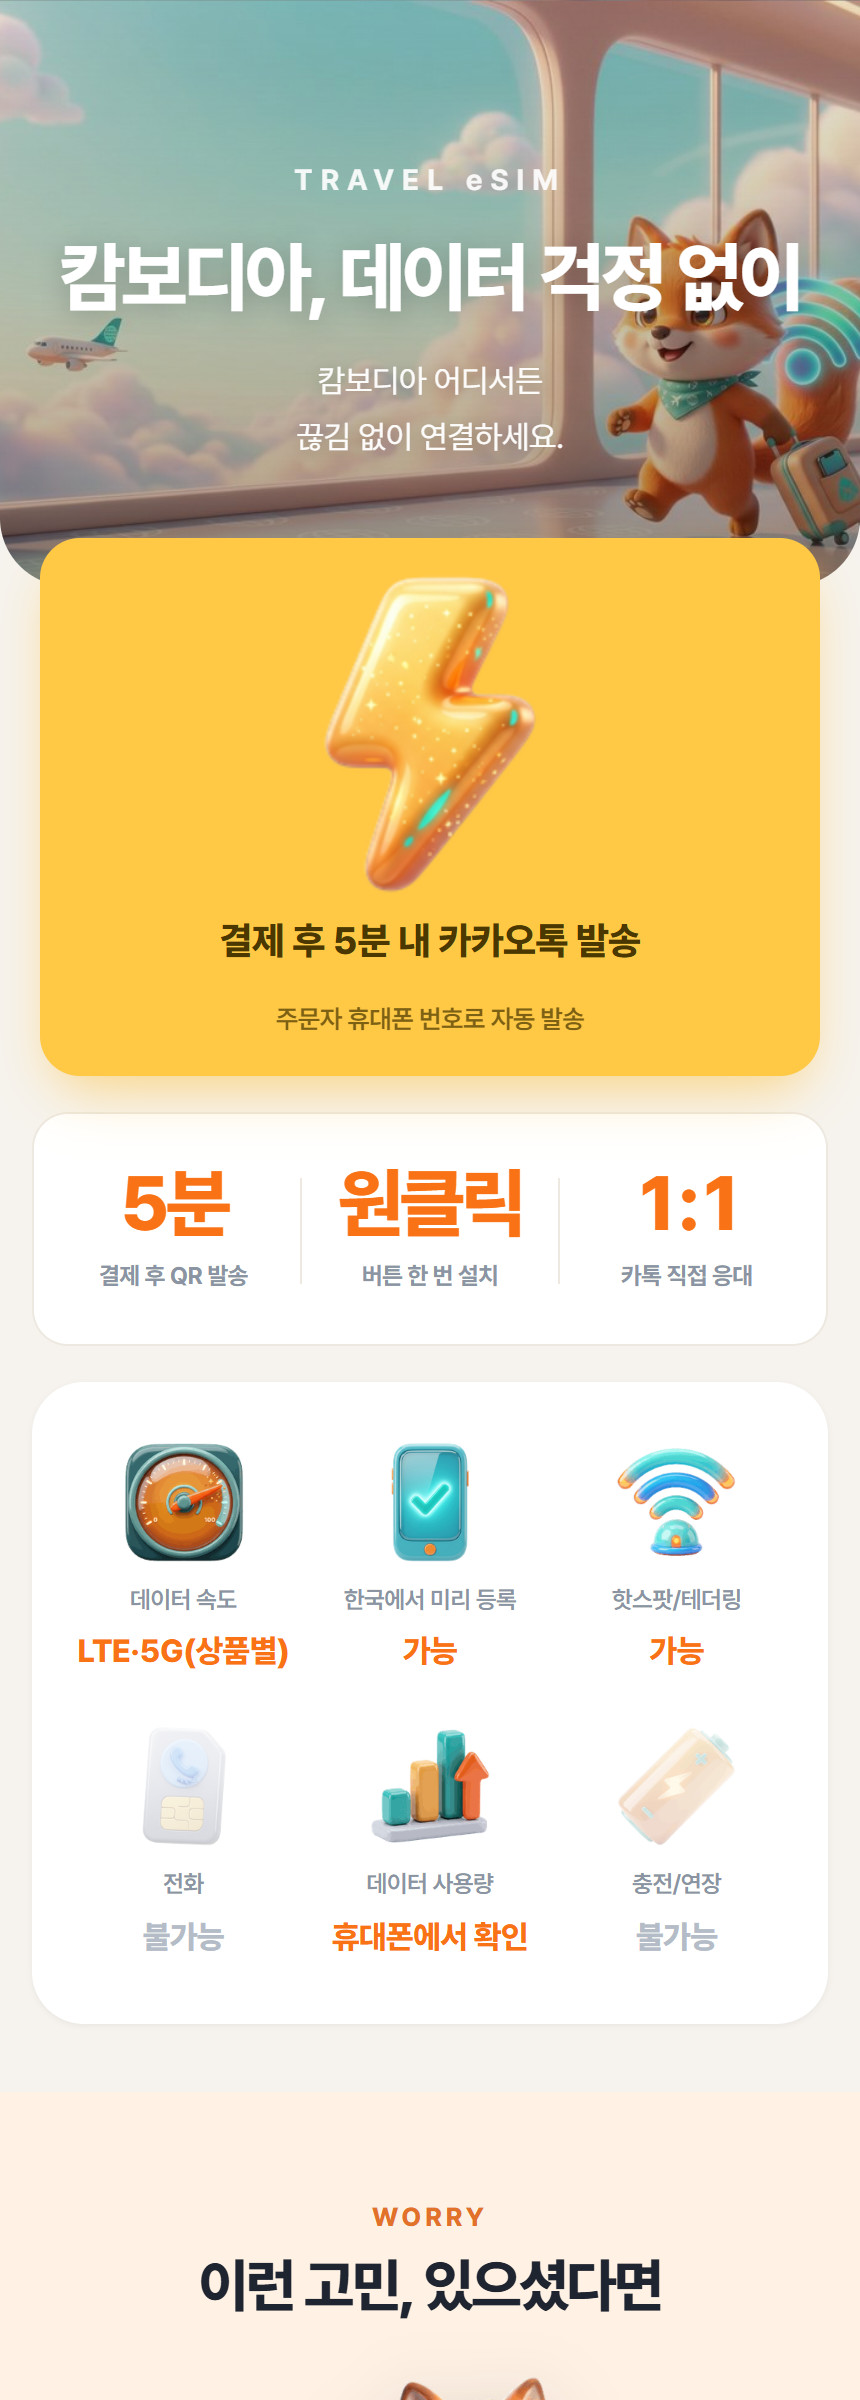 TRAVEL eSIM
캄보디아, 데이터 걱정 없이
캄보디아 어디서든
끊김 없이 연결하세요.
결제 후 5분 내 카카오톡 발송
주문자 휴대폰 번호로 자동 발송
5분
원클릭
1:1
결제 후 QR 발송
버튼 한 번 설치
카톡 직접 응대
0 100
데이터 속도
한국에서 미리 등록
핫스팟/테더링
LTE·5G(상품별)
가능
가능
전화
데이터 사용량
충전/연장
불가능
휴대폰에서 확인
불가능
WORRY
이런 고민, 있으셨다면